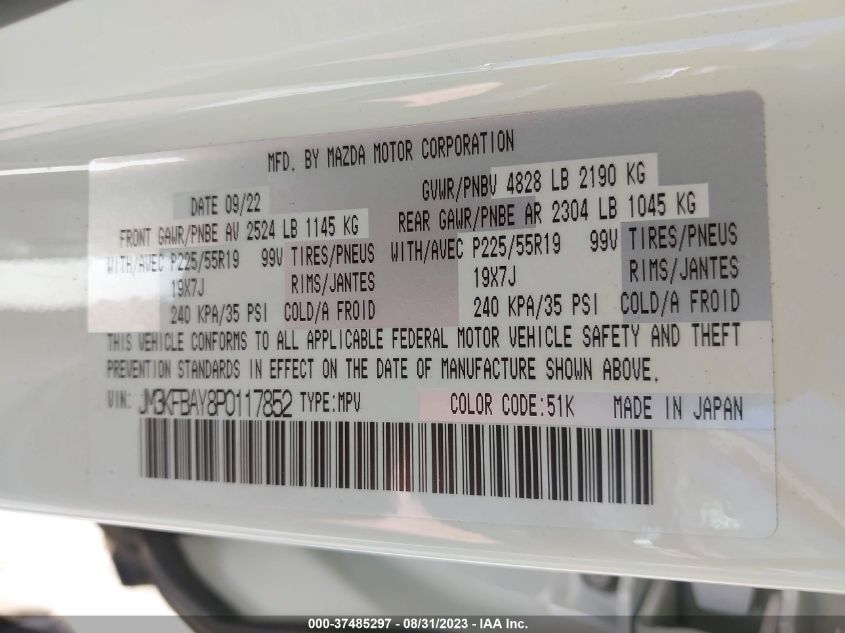 MFD. BY MAZDA MOTOR CORPORATION
DATE 09/22 GVWR/PNBV 4828 LB 2190 KG
FRONT GAWR/PNBE AV 2524 LB 1145 KG REAR GAWR/PNBE AR 2304 LB 1045 KG
WITH/AVEC P225/55R19 99V TIRES/PNEUS WITH/AVEC P225/55R19 99V TIRES/PNEUS
19X7J RIMS/JANTES 19X7J RIMS/JANTES
240 KPA/35 PSI COLD/A FROID 240 KPA/35 PSI COLD/A FROID
THIS VEHICLE CONFORMS TO ALL APPLICABLE FEDERAL MOTOR VEHICLE SAFETY AND THEFT
PREVENTION STANDARDS IN EFFECT ON THE DATE OF MANUFACTURE SHOWN ABOVE.
VIN: JM3KFBAY8P0117852 TYPE:MPV COLOR CODE:51K MADE IN JAPAN
000-37485297 - 08/31/2023 - IAA Inc.